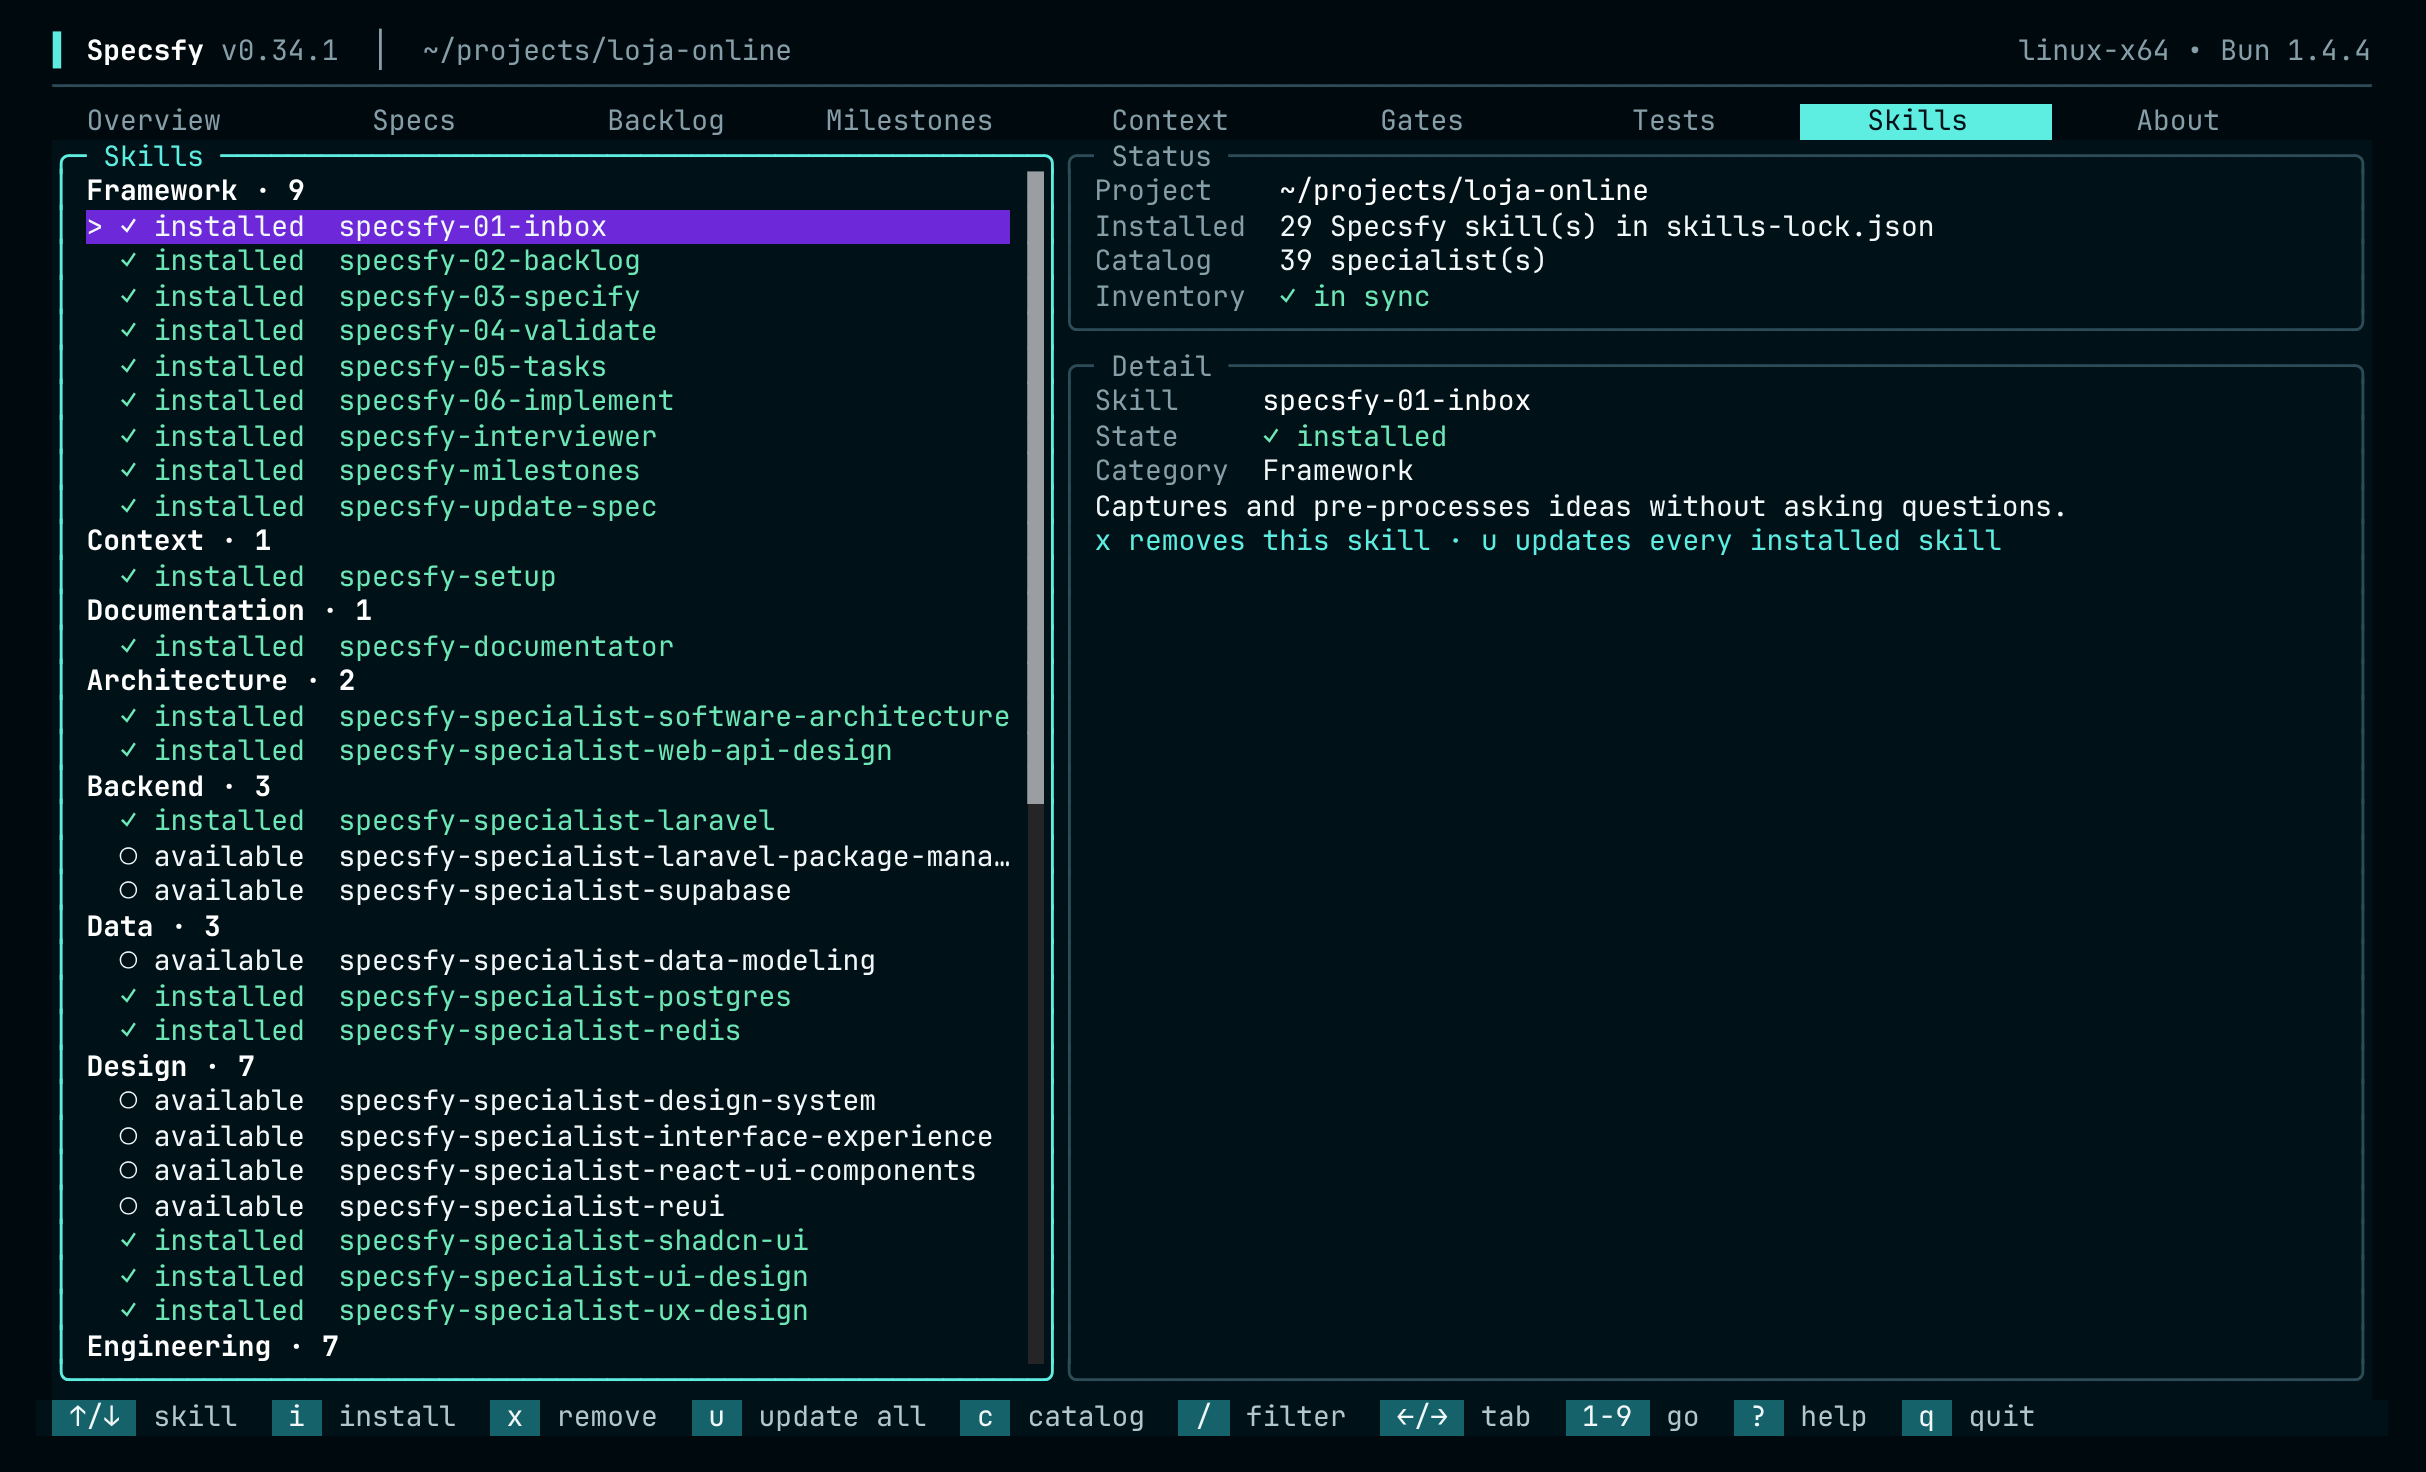 Specsfy v0.34.1 │ ~/projects/loja-online linux-x64 • Bun 1.4.4
Overview Specs Backlog Milestones Context Gates Tests Skills About
Skills
Framework · 9
> ✓ installed specsfy-01-inbox
✓ installed specsfy-02-backlog
✓ installed specsfy-03-specify
✓ installed specsfy-04-validate
✓ installed specsfy-05-tasks
✓ installed specsfy-06-implement
✓ installed specsfy-interviewer
✓ installed specsfy-milestones
✓ installed specsfy-update-spec
Context · 1
✓ installed specsfy-setup
Documentation · 1
✓ installed specsfy-documentator
Architecture · 2
✓ installed specsfy-specialist-software-architecture
✓ installed specsfy-specialist-web-api-design
Backend · 3
✓ installed specsfy-specialist-laravel
○ available specsfy-specialist-laravel-package-mana…
○ available specsfy-specialist-supabase
Data · 3
○ available specsfy-specialist-data-modeling
✓ installed specsfy-specialist-postgres
✓ installed specsfy-specialist-redis
Design · 7
○ available specsfy-specialist-design-system
○ available specsfy-specialist-interface-experience
○ available specsfy-specialist-react-ui-components
○ available specsfy-specialist-reui
✓ installed specsfy-specialist-shadcn-ui
✓ installed specsfy-specialist-ui-design
✓ installed specsfy-specialist-ux-design
Engineering · 7
Status
Project ~/projects/loja-online
Installed 29 Specsfy skill(s) in skills-lock.json
Catalog 39 specialist(s)
Inventory ✓ in sync
Detail
Skill specsfy-01-inbox
State ✓ installed
Category Framework
Captures and pre-processes ideas without asking questions.
x removes this skill · u updates every installed skill
↑/↓ skill i install x remove u update all c catalog / filter ←/→ tab 1-9 go ? help q quit